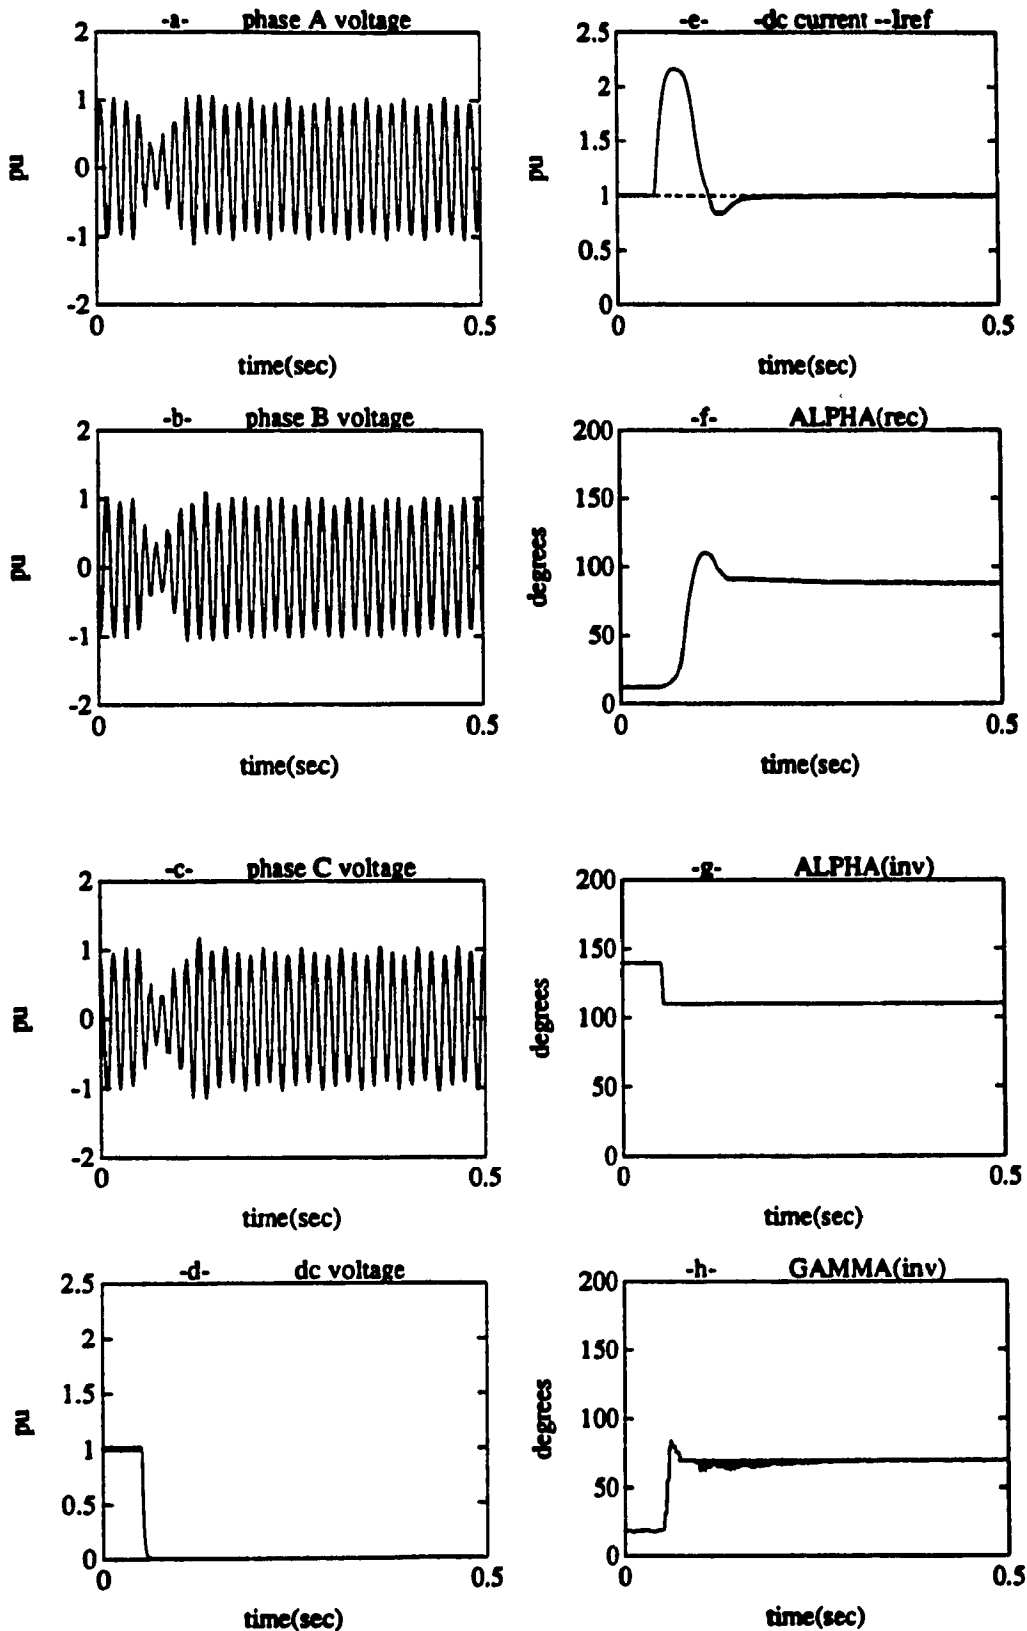 -a- phase A voltage
2
1
0
-1
-2
pu
0 0.5
time(sec)
-e- -dc current --Iref
2.5
2
1.5
1
0.5
0
pu
0 0.5
time(sec)
-b- phase B voltage
2
1
0
-1
-2
pu
0 0.5
time(sec)
-f- ALPHA(rec)
200
150
100
50
0
degrees
0 0.5
time(sec)
-c- phase C voltage
2
1
0
-1
-2
pu
0 0.5
time(sec)
-g- ALPHA(inv)
200
150
100
50
0
degrees
0 0.5
time(sec)
-d- dc voltage
2.5
2
1.5
1
0.5
0
pu
0 0.5
time(sec)
-h- GAMMA(inv)
200
150
100
50
0
degrees
0 0.5
time(sec)